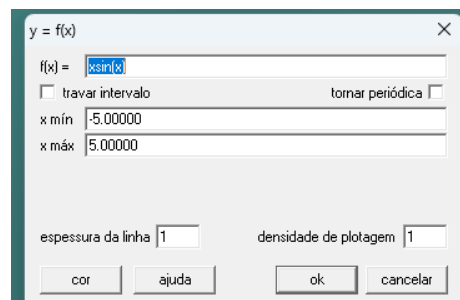 y = f(x)
f(x) = xsin(x)
travar intervalo tornar periódica
x mín -5.00000
x máx 5.00000
espessura da linha 1 densidade de plotagem 1
cor ajuda ok cancelar